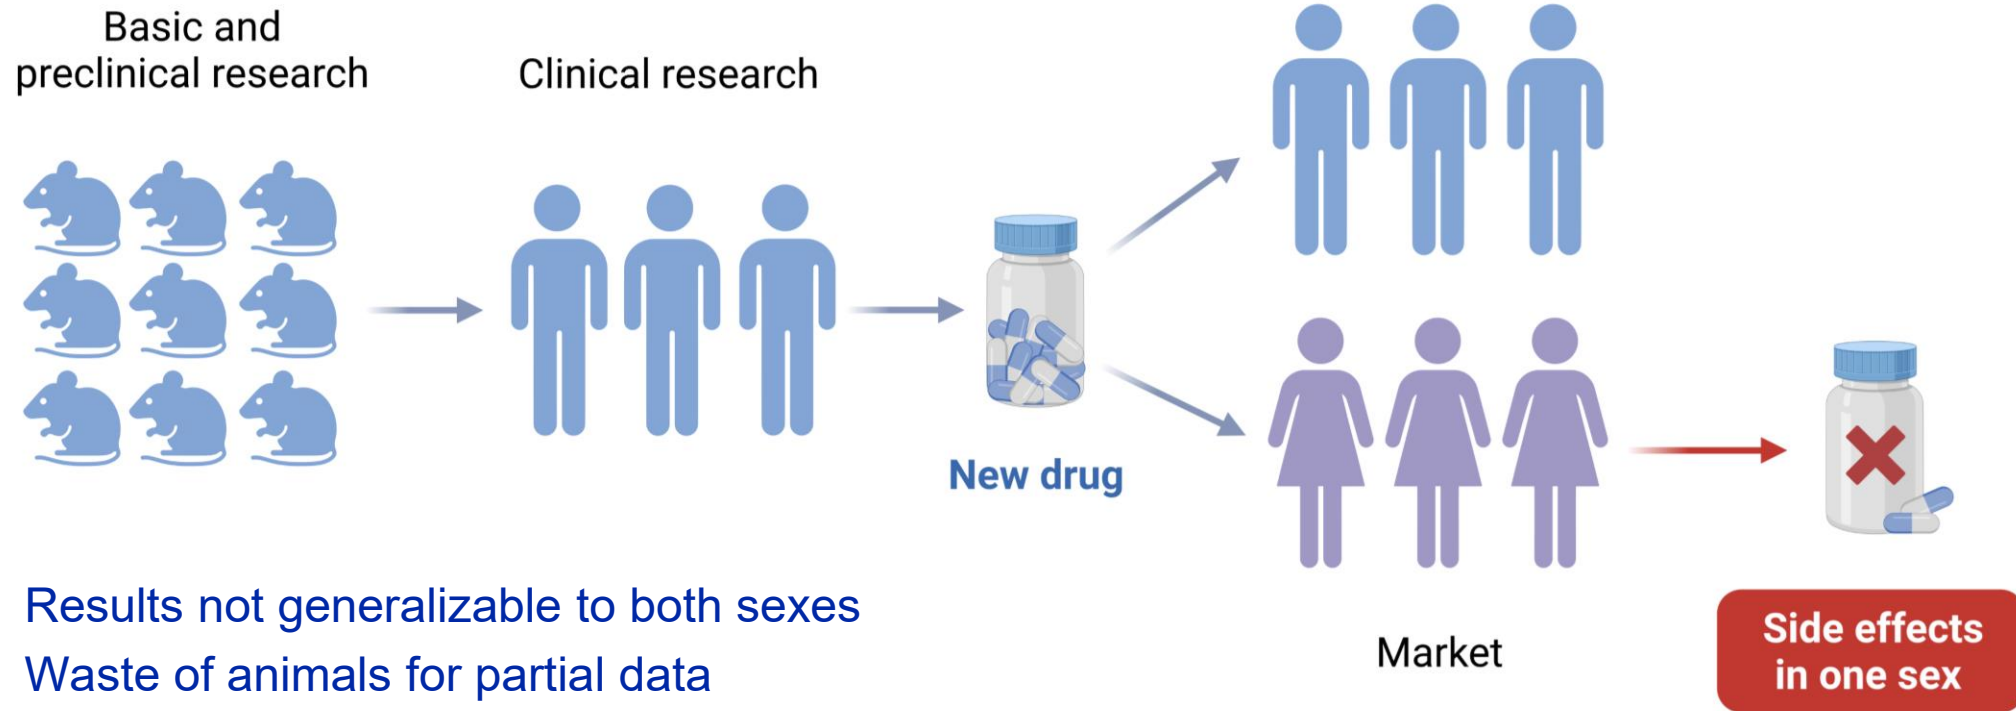 Basic and
preclinical research
Clinical research
New drug
Market
Side effects
in one sex
Results not generalizable to both sexes
Waste of animals for partial data